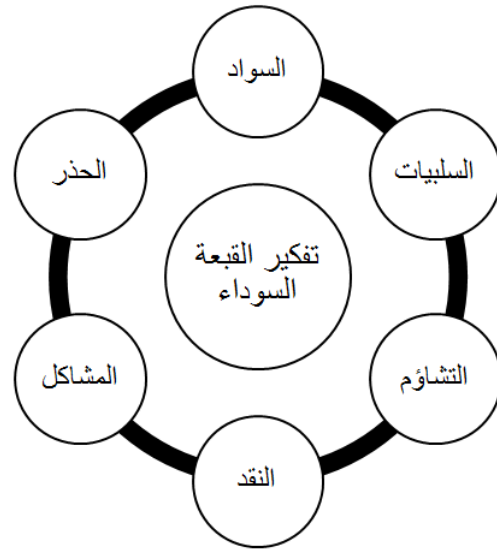 السواد
السلبيات
الحذر
تفكير القبعة
السوداء
التشاؤم
المشاكل
النقد